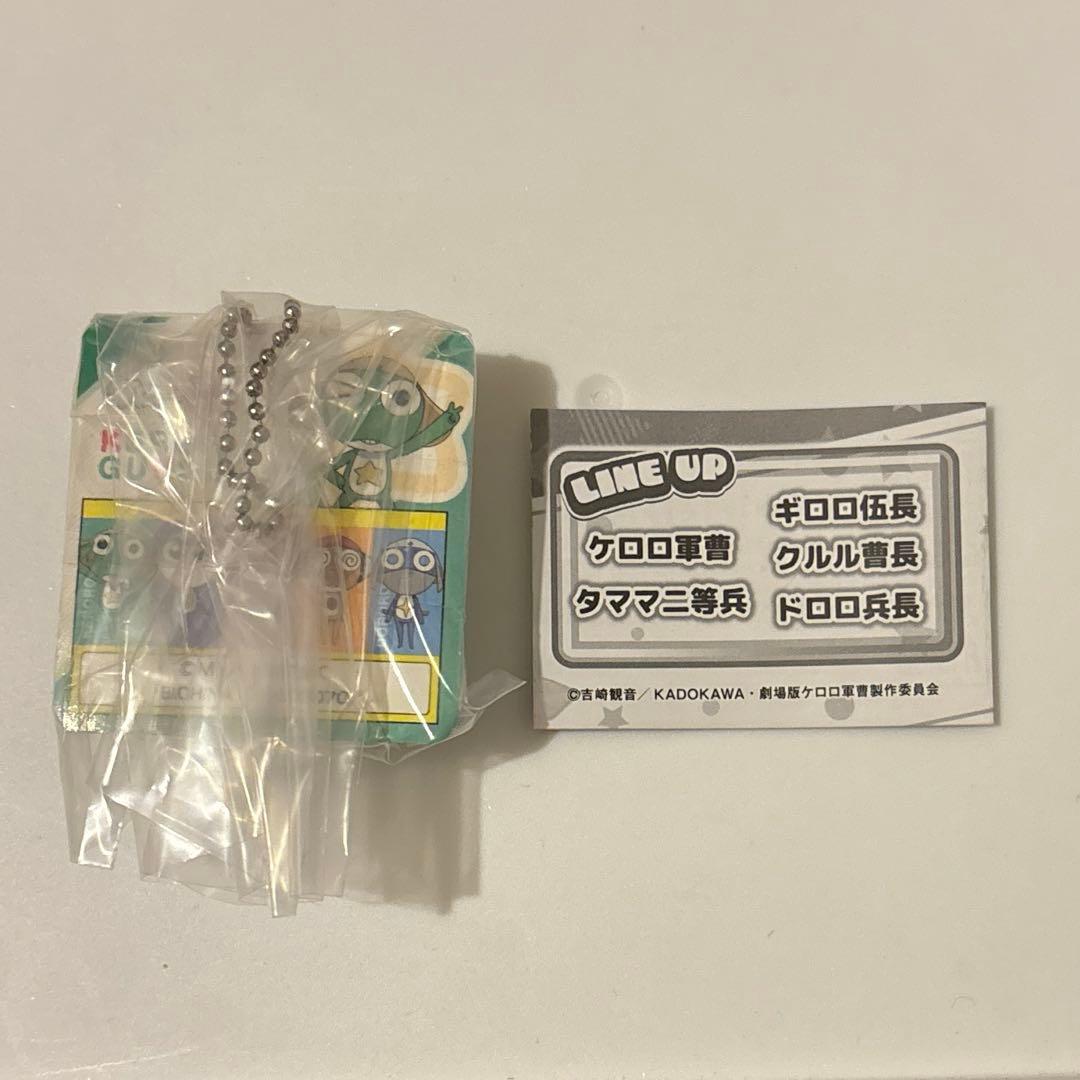 LINE UP
ケロロ軍曹
タママ二等兵
ギロロ伍長
クルル曹長
ドロロ兵長
©吉崎観音/KADOKAWA・劇場版ケロロ軍曹製作委員会